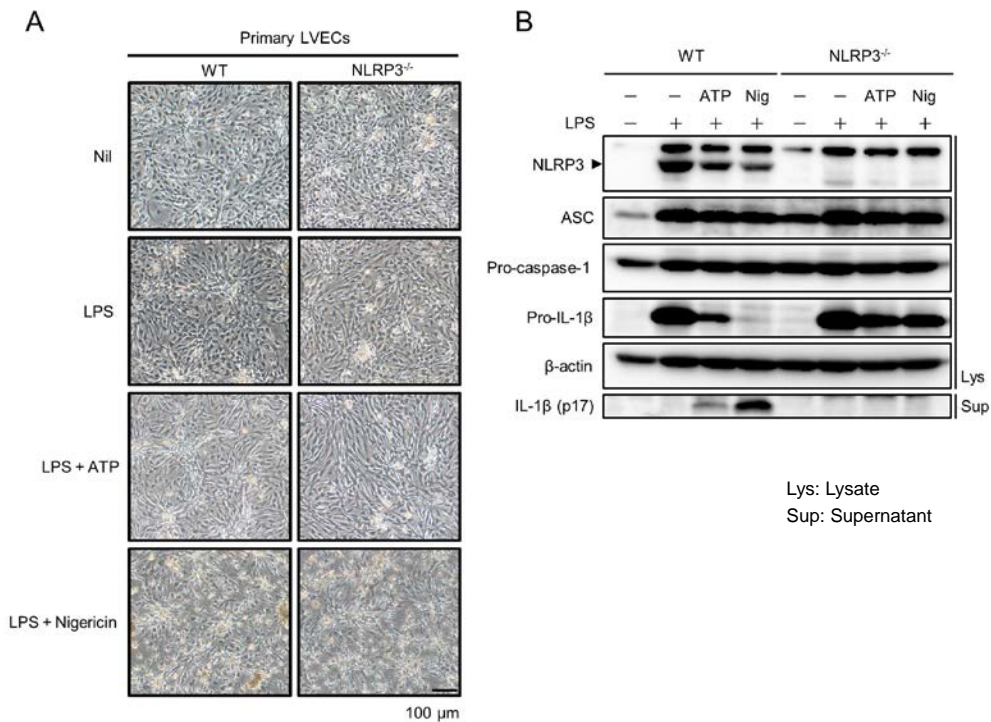 A
Primary LVECs
WT NLRP3-/-
Nil
LPS
LPS + ATP
LPS + Nigericin
100 μm
B
WT NLRP3-/-
– – ATP Nig – – ATP Nig
LPS – + + + – + + +
NLRP3
ASC
Pro-caspase-1
Pro-IL-1β
β-actin
Lys
IL-1β (p17)
Sup
Lys: Lysate
Sup: Supernatant